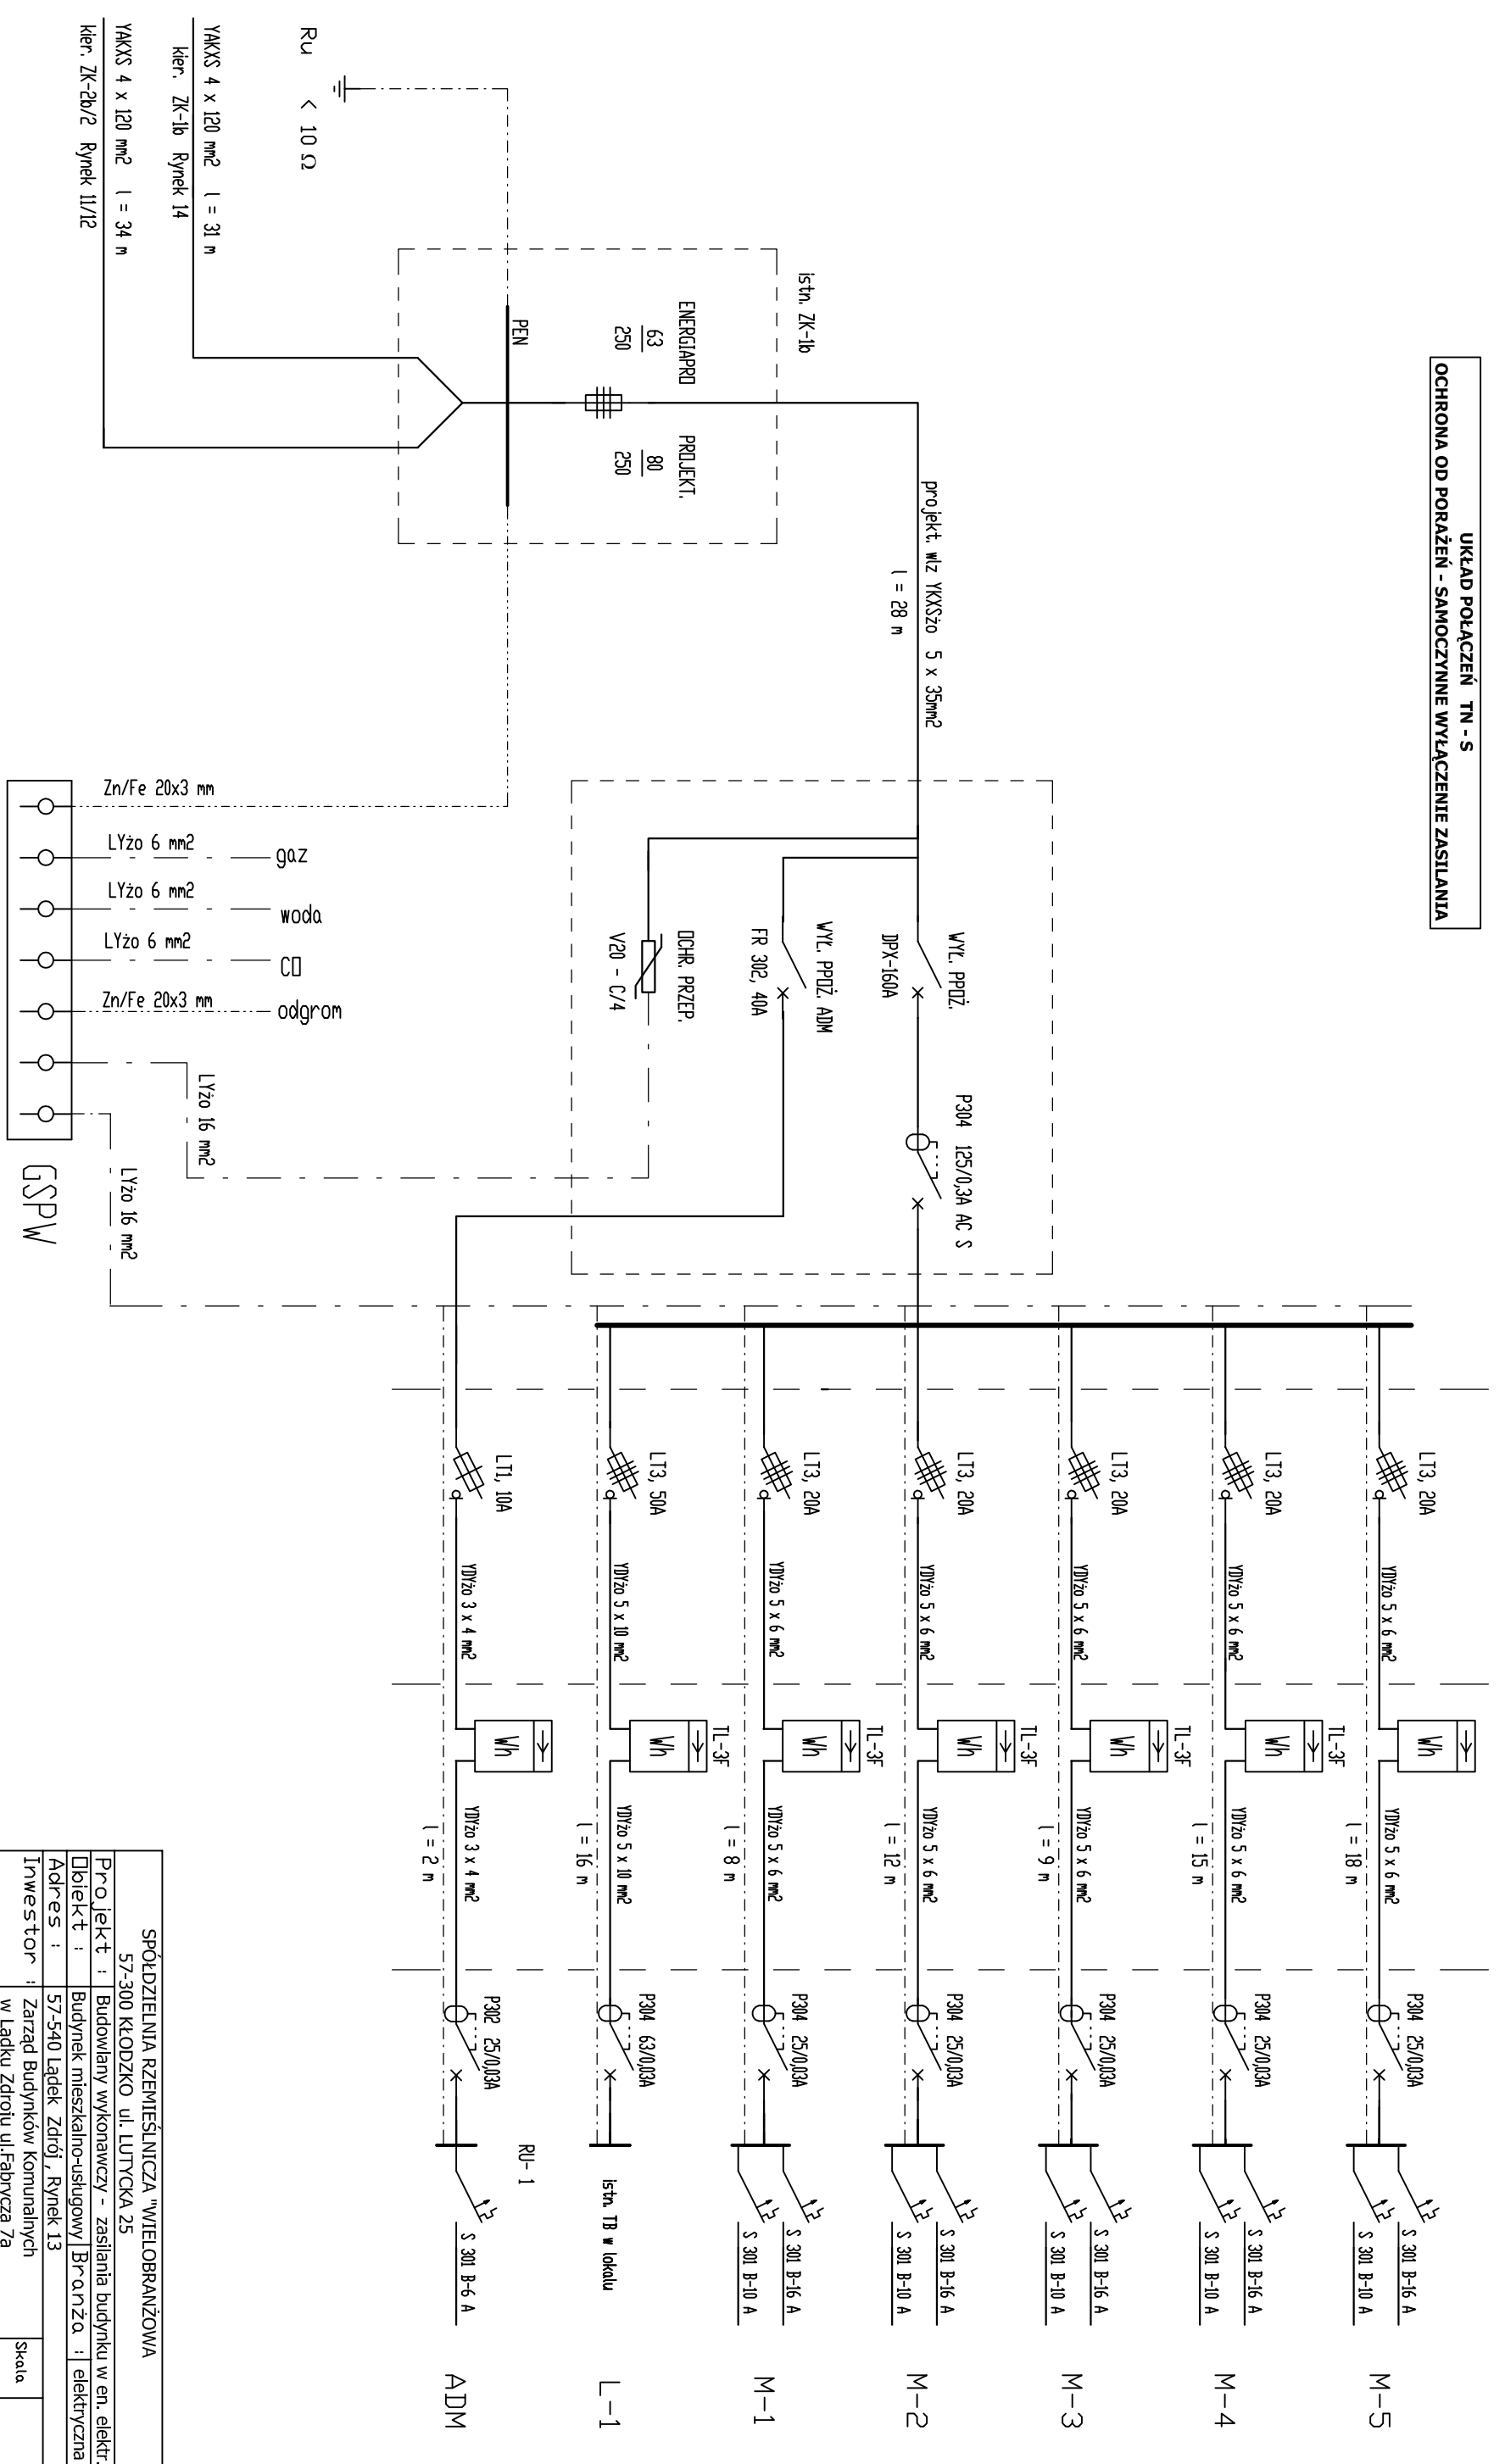 UKŁAD POŁĄCZEŃ TN - S
OCHRONA OD PORAŻEŃ - SAMOCZYNNE WYŁĄCZENIE ZASILANIA
M-5
LT3, 20A
YDYżo 5 x 6 mm2
Wh
YDYżo 5 x 6 mm2
l = 18 m
P304 25/0,03A
S 301 B-16 A
S 301 B-10 A
M-4
LT3, 20A
YDYżo 5 x 6 mm2
TL-3F
Wh
YDYżo 5 x 6 mm2
l = 15 m
P304 25/0,03A
S 301 B-16 A
S 301 B-10 A
M-3
LT3, 20A
YDYżo 5 x 6 mm2
TL-3F
Wh
YDYżo 5 x 6 mm2
l = 9 m
P304 25/0,03A
S 301 B-16 A
S 301 B-10 A
M-2
LT3, 20A
YDYżo 5 x 6 mm2
TL-3F
Wh
YDYżo 5 x 6 mm2
l = 12 m
P304 25/0,03A
S 301 B-16 A
S 301 B-10 A
M-1
LT3, 20A
YDYżo 5 x 6 mm2
TL-3F
Wh
YDYżo 5 x 6 mm2
l = 8 m
P304 25/0,03A
S 301 B-16 A
S 301 B-10 A
L-1
LT3, 50A
YDYżo 5 x 10 mm2
TL-3F
Wh
YDYżo 5 x 10 mm2
l = 16 m
P304 63/0,03A
istn. TB w lokalu
ADM
LT1, 10A
YDYżo 3 x 4 mm2
Wh
YDYżo 3 x 4 mm2
l = 2 m
P302 25/0,03A
RU- 1
S 301 B-6 A
istn. ZK-1b
ENERGIAPRO
63
250
PROJEKT.
80
250
PEN
projekt. wlz YKXSżo 5 x 35mm2
l = 28 m
P304 125/0,3A AC S
WYŁ. PPOŻ.
DPX-160A
WYŁ. PPOŻ. ADM
FR 302, 40A
OCHR. PRZEP.
V20 - C/4
Ru < 10 Ω
YAKXS 4 x 120 mm2 l = 31 m
kier. ZK-1b Rynek 14
YAKXS 4 x 120 mm2 l = 34 m
kier. ZK-2b/2 Rynek 11/12
Zn/Fe 20x3 mm
LYżo 6 mm2
gaz
LYżo 6 mm2
woda
LYżo 6 mm2
CO
Zn/Fe 20x3 mm
odgrom
LYżo 16 mm2
LYżo 16 mm2
GSPW
SPÓŁDZIELNIA RZEMIEŚLNICZA "WIELOBRANŻOWA
57-300 KŁODZKO ul. LUTYCKA 25
Projekt : Budowlany wykonawczy - zasilania budynku w en. elektr.
Obiekt : Budynek mieszkalno-usługowy Branża : elektryczna
Adres : 57-540 Lądek Zdrój , Rynek 13
Inwestor : Zarząd Budynków Komunalnych
w Lądku Zdroju ul.Fabrycza 7a
Skala